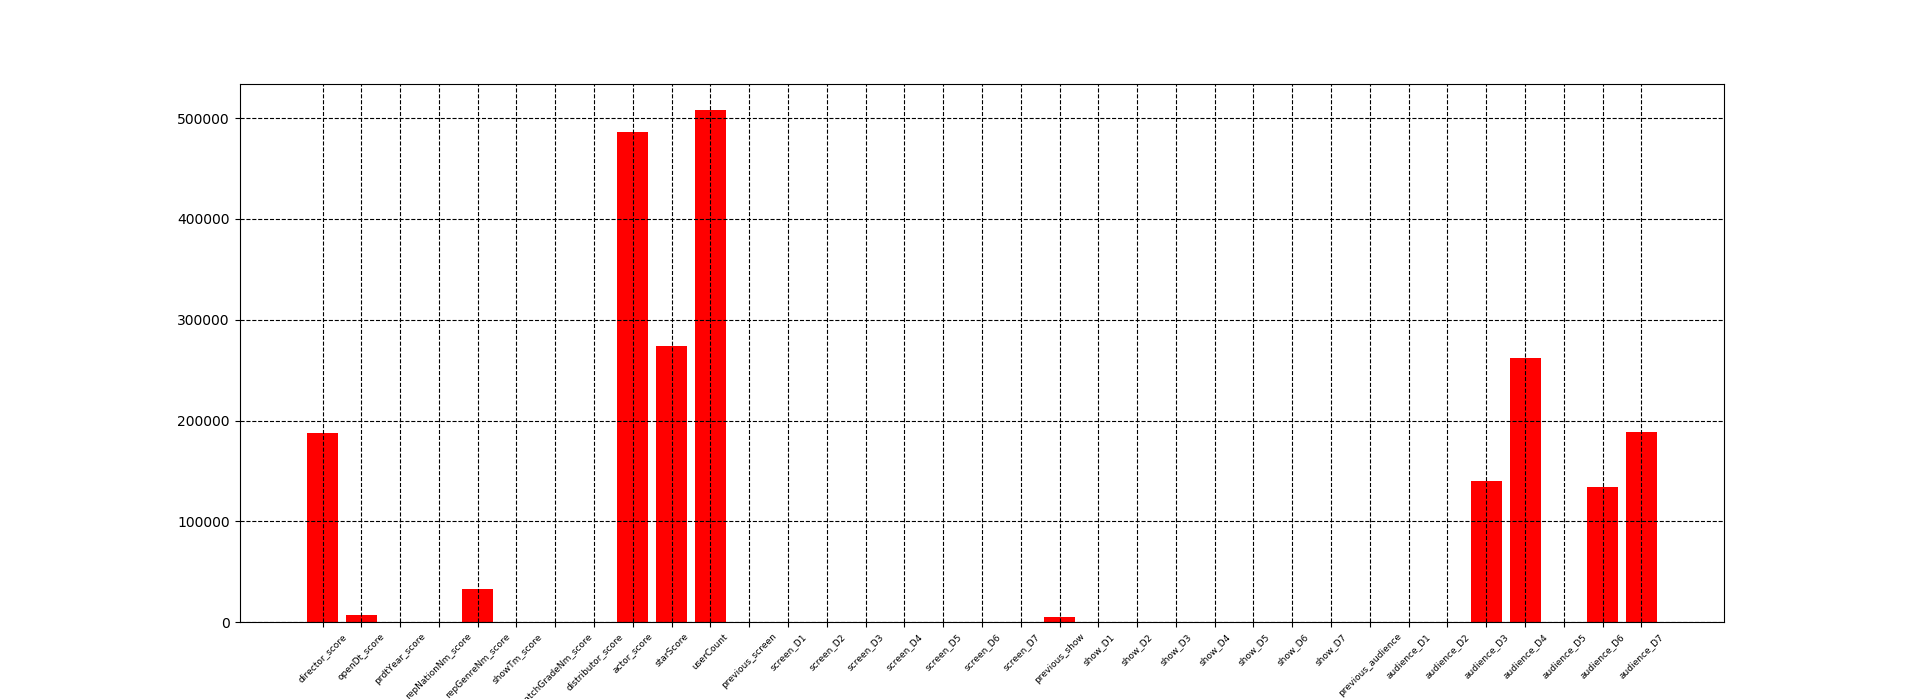 500000
400000
300000
200000
100000
0
director_score
openDt_score
prdtYear_score
repNationNm_score
repGenreNm_score
showTm_score
distributor_score
actor_score
starScore
userCount
previous_screen
screen_D1
screen_D2
screen_D3
screen_D4
screen_D5
screen_D6
screen_D7
previous_show
show_D1
show_D2
show_D3
show_D4
show_D5
show_D6
show_D7
previous_audience
audience_D1
audience_D2
audience_D3
audience_D4
audience_D5
audience_D6
audience_D7